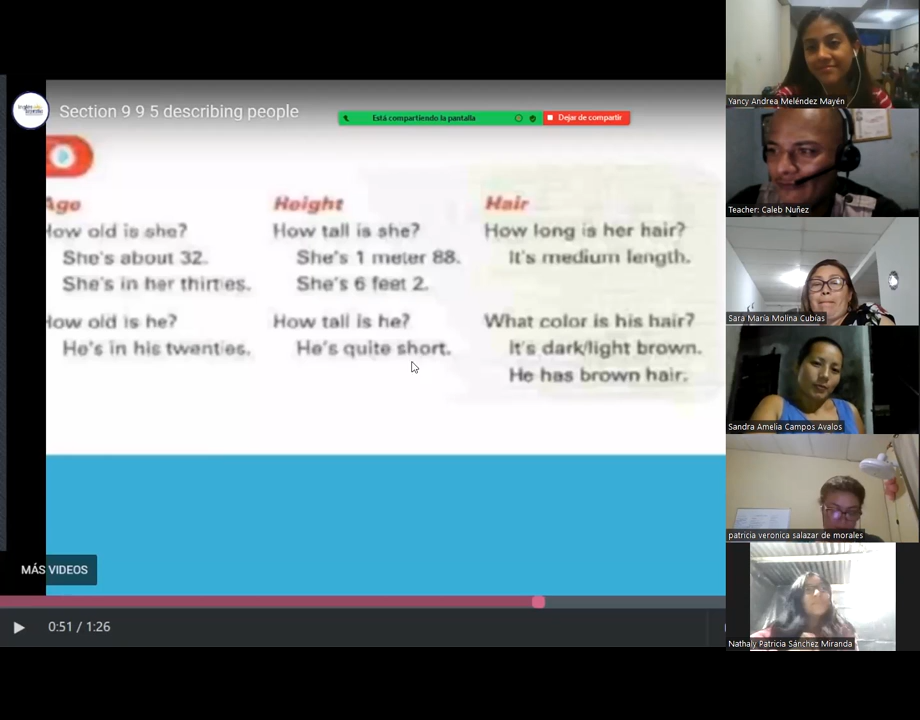 Section 9 9 5 describing people
Está compartiendo la pantalla
Dejar de compartir
Age
Height
Hair
How old is she?
How tall is she?
How long is her hair?
She's about 32.
She's 1 meter 88.
It's medium length.
She's in her thirties.
She's 6 feet 2.
How old is he?
How tall is he?
What color is his hair?
He's in his twenties.
He's quite short.
It's dark/light brown.
He has brown hair.
MÁS VIDEOS
0:51 / 1:26
Yancy Andrea Meléndez Mayén
Teacher: Caleb Nuñez
Sara María Molina Cubías
Sandra Amelia Campos Avalos
patricia veronica salazar de morales
Nathaly Patricia Sánchez Miranda